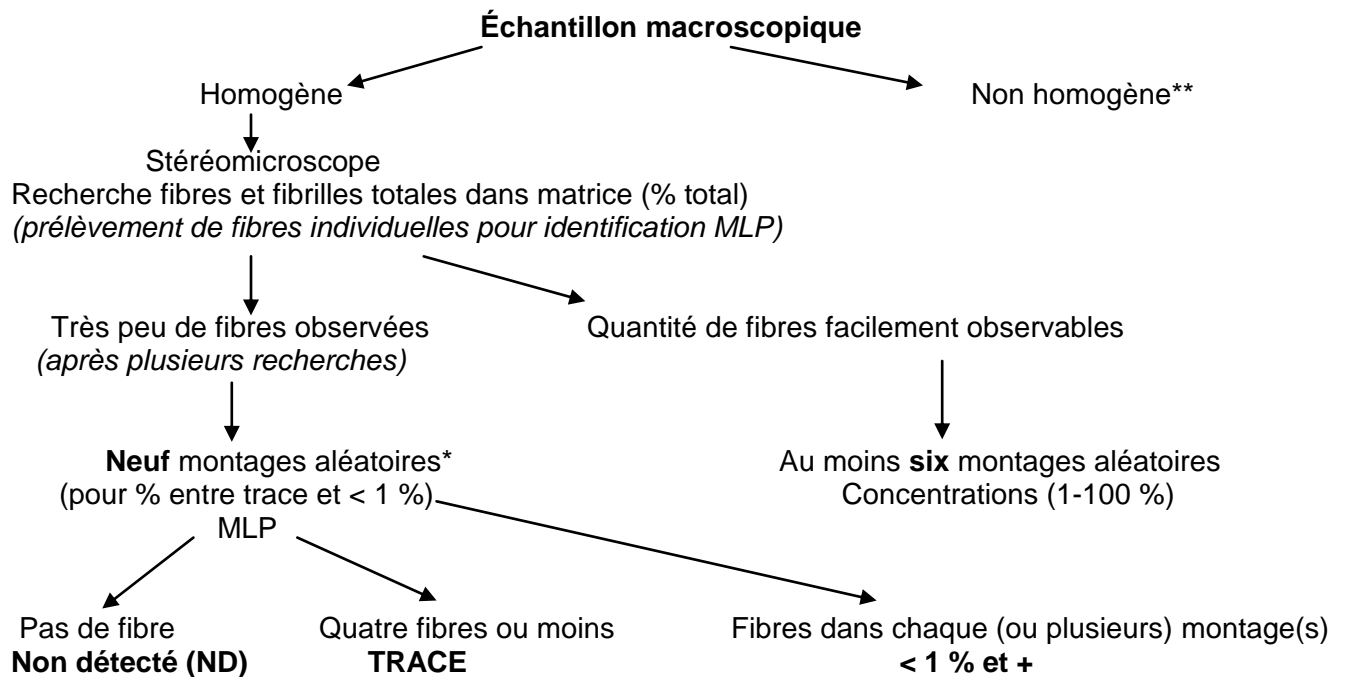 Échantillon macroscopique
Homogène
Non homogène**
Stéréomicroscope
Recherche fibres et fibrilles totales dans matrice (% total)
(prélèvement de fibres individuelles pour identification MLP)
Très peu de fibres observées
(après plusieurs recherches)
Quantité de fibres facilement observables
Neuf montages aléatoires*
(pour % entre trace et < 1 %)
MLP
Au moins six montages aléatoires
Concentrations (1-100 %)
Pas de fibre
Non détecté (ND)
Quatre fibres ou moins
TRACE
Fibres dans chaque (ou plusieurs) montage(s)
< 1 % et +